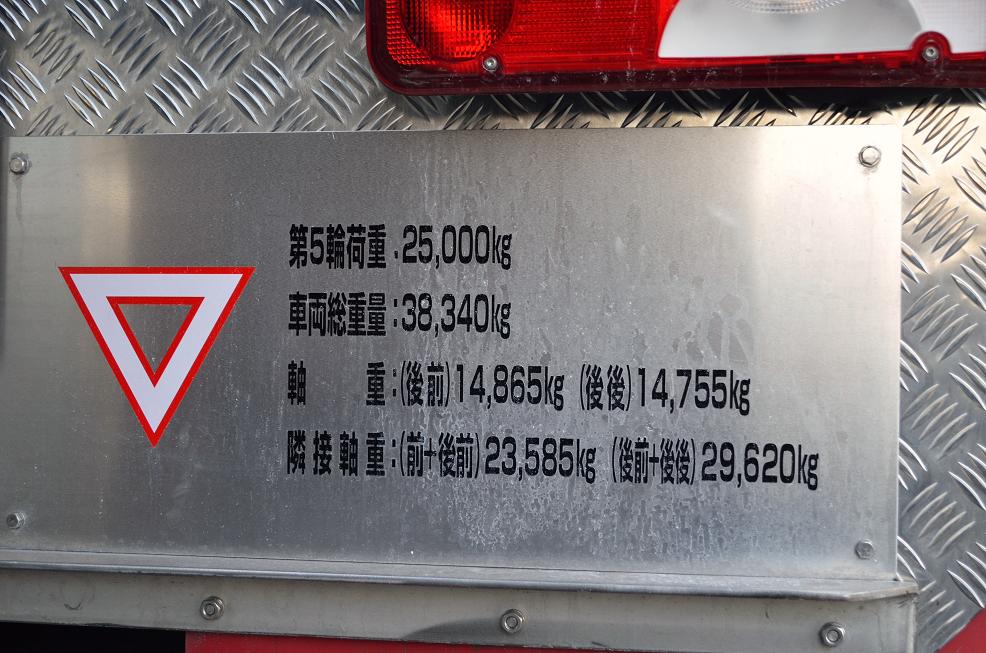 第5輪荷重:25,000kg
車両総重量:38,340kg
軸　　重:(後前)14,865kg (後後)14,755kg
隣接軸重:(前+後前)23,585kg (後前+後後)29,620kg